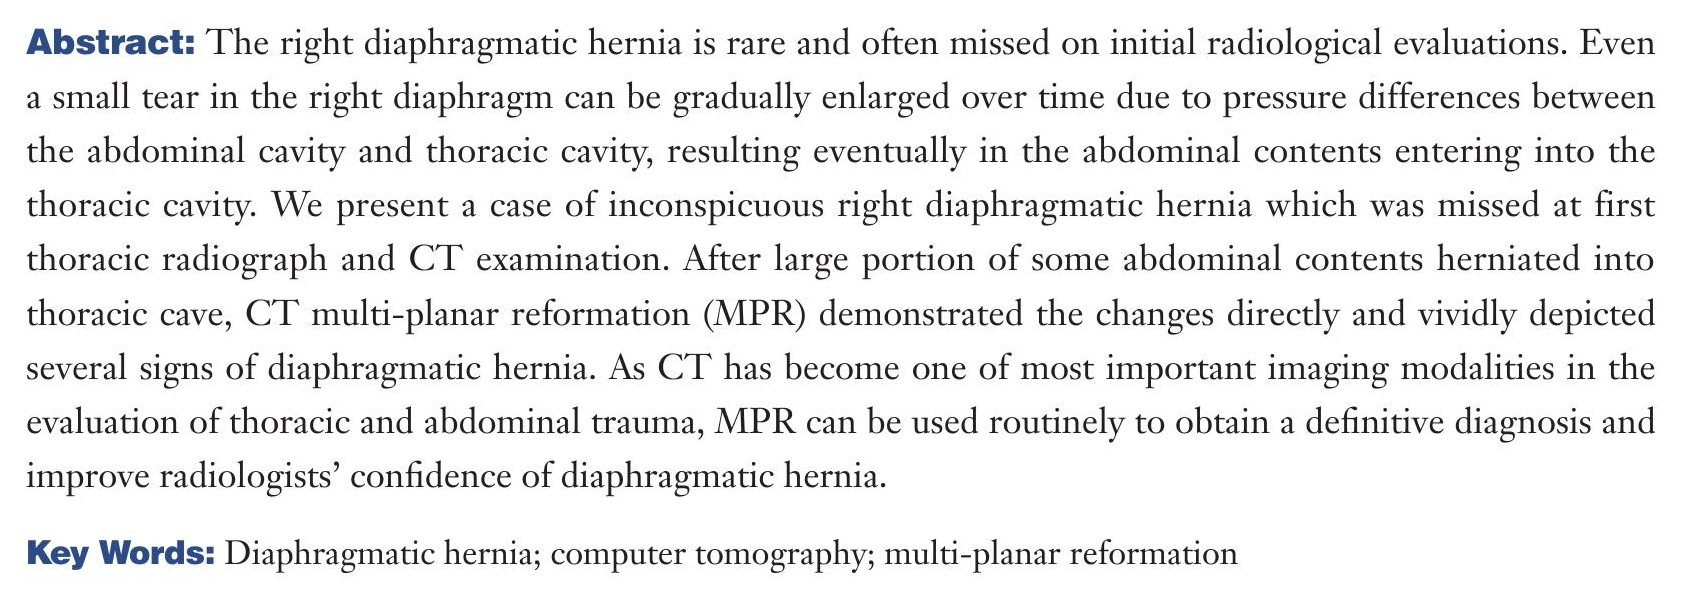 Abstract: The right diaphragmatic hernia is rare and often missed on initial radiological evaluations. Even
a small tear in the right diaphragm can be gradually enlarged over time due to pressure differences between
the abdominal cavity and thoracic cavity, resulting eventually in the abdominal contents entering into the
thoracic cavity. We present a case of inconspicuous right diaphragmatic hernia which was missed at first
thoracic radiograph and CT examination. After large portion of some abdominal contents herniated into
thoracic cave, CT multi-planar reformation (MPR) demonstrated the changes directly and vividly depicted
several signs of diaphragmatic hernia. As CT has become one of most important imaging modalities in the
evaluation of thoracic and abdominal trauma, MPR can be used routinely to obtain a definitive diagnosis and
improve radiologists’ confidence of diaphragmatic hernia.
Key Words: Diaphragmatic hernia; computer tomography; multi-planar reformation